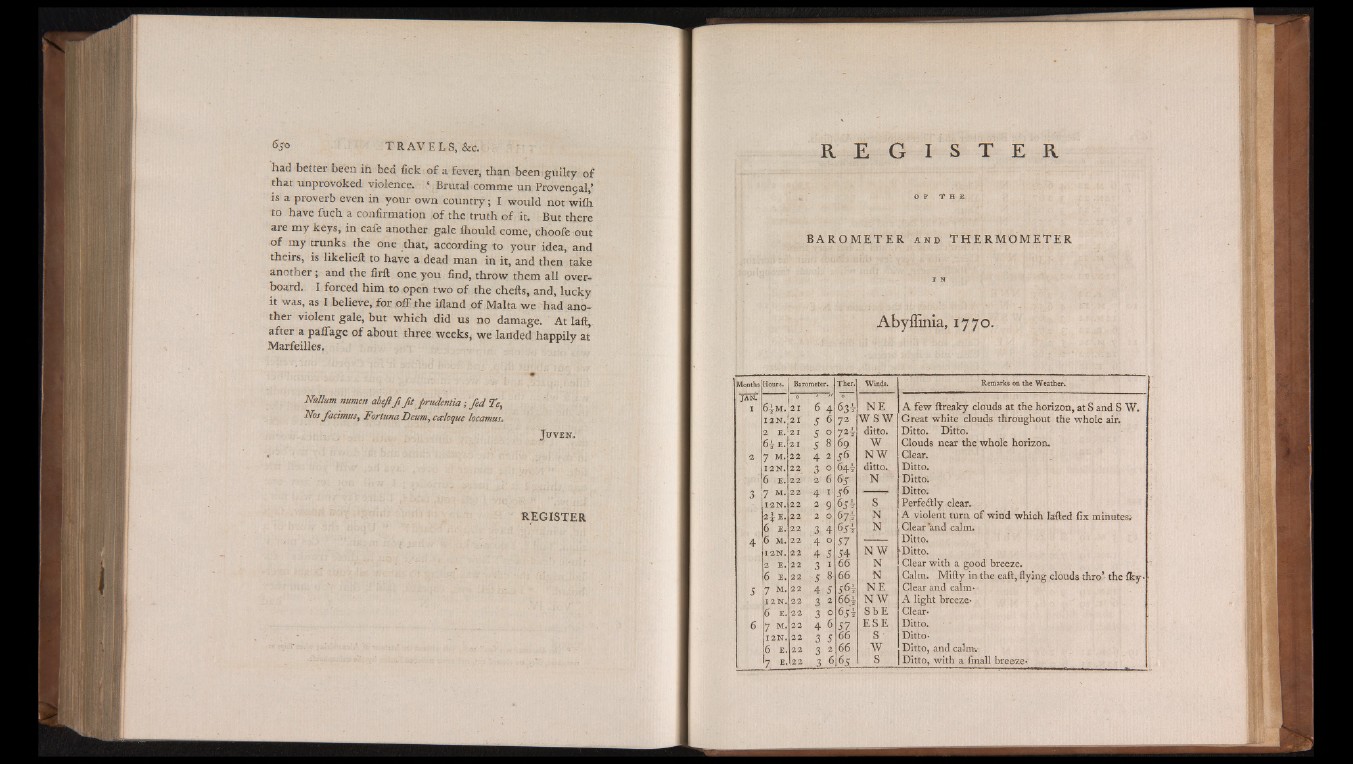 650 TRAVELS, &c.
had better been in bed ſick of a fever, than been guilty of
that unprovoked violence. ‘ Brutal comme un Provençal,’
is a proverb even in your own country; I would not wiſh
to have ſuch a confirmation of the truth of it. But there
are my keys, in caſe another gale ſhould come, chooſe out
of my trunks the one that, according to your idea, and
theirs, is likelieſt to have a dead man in it, and then take
another; and the firſt one you find, throw them all over-
board. I forced him to open two of the cheſts, and, lucky
it was, as I believe, for off the iſland of Malta we had ano-
ther violent gale, but which did us no damage. At laſt,
after a paſſage of about three weeks, we landed happily at
Marſeilles.
Nullum numen abeſt ſi ſit prudentia; ſed Te,
Nos facimus, Fortuna Deum, cæloque locamus.
JUVEN.
REGISTER
REGISTER
OF THE
BAROMETER AND THERMOMETER
IN
Abyſſinia, 1770.
Months Hours. Barometer. Ther. Winds. Remarks on the Weather.
JAN. ° ′ ″ °
1 6½ M. 21 6 4 63½ NE A few ſtreaky clouds at the horizon, at S and S W.
12 N. 21 5 6 72 W S W Great white clouds throughout the whole air.
2 E. 21 5 0 72½ ditto. Ditto. Ditto.
6½ E. 21 5 8 69 W Clouds near the whole horizon.
2 7 M. 22 4 2 56 N W Clear.
12 N. 22 3 0 64½ ditto. Ditto.
6 E. 22 2 6 65 N Ditto.
3 7 M. 22 4 1 56 —— Ditto.
12 N. 22 2 9 65½ S Perfectly clear.
2¾ E. 22 2 0 67½ N A violent turn of wind which laſted ſix minutes.
6 E. 22 3 4 65½ N Clear and calm.
4 6 M. 22 4 0 57 —— Ditto.
12 N. 22 4 5 54 N W Ditto.
2 E. 22 3 1 66 N Clear with a good breeze.
6 E. 22 5 8 66 N Calm. Miſty in the eaſt, flying clouds thro' the ſky.
5 7 M. 22 4 5 56½ N E Clear and calm.
12 N. 22 3 2 66½ N W A light breeze.
6 E. 22 3 0 65½ S b E Clear.
6 7 M. 22 4 6 57 E S E Ditto.
12 N. 22 3 5 66 S Ditto.
6 E. 22 3 2 66 W Ditto, and calm.
7 E. 22 3 6 65 S Ditto, with a ſmall breeze.